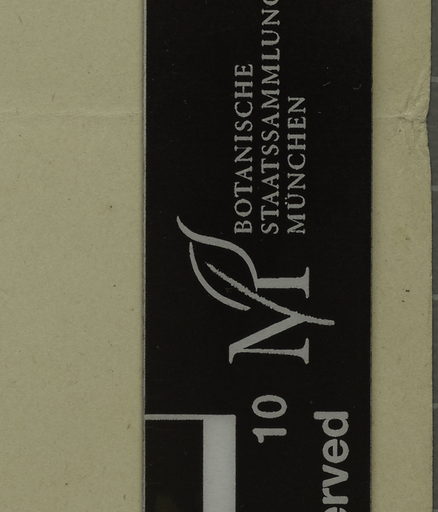 BOTANISCHE
STAATSSAMMLUNG
MÜNCHEN
M
10
erved